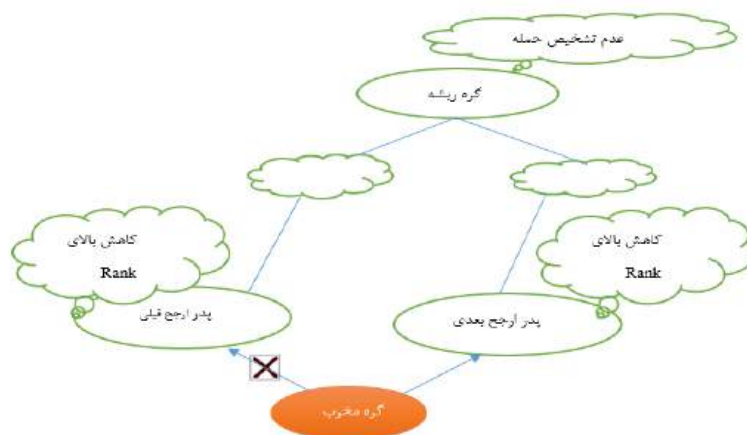 عدم تشخیص حمله
گره ریشه
کاهش بالای
Rank
کاهش بالای
Rank
پدر ارجح بعدی
پدر ارجح قبلی
گره مخرب